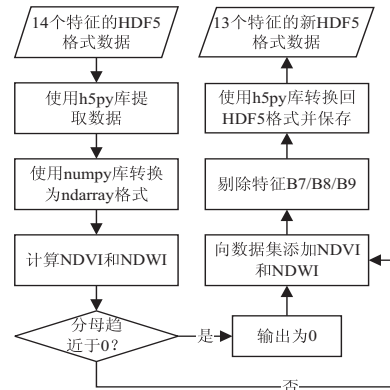 14个特征的HDF5
格式数据
使用h5py库提
取数据
使用numpy库转换
为ndarray格式
计算NDVI和NDWI
分母趋
近于0?
是
输出为0
否
向数据集添加NDVI
和NDWI
剔除特征B7/B8/B9
使用h5py库转换回
HDF5格式并保存
13个特征的新HDF5
格式数据